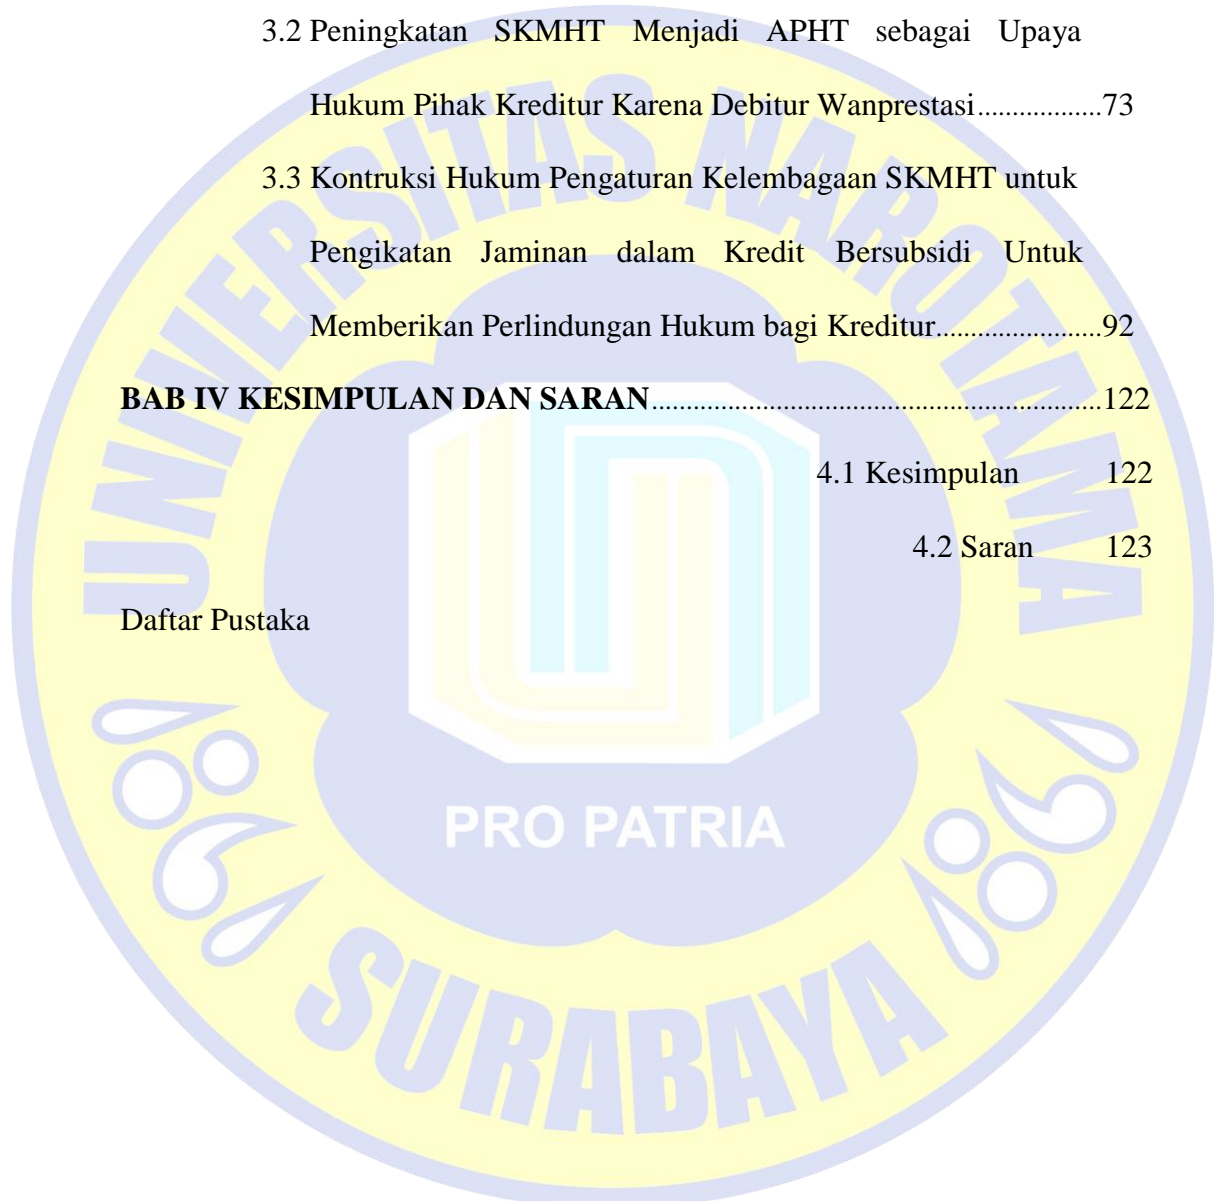 3.2 Peningkatan SKMHT Menjadi APHT sebagai Upaya
Hukum Pihak Kreditur Karena Debitur Wanprestasi..................73
3.3 Kontruksi Hukum Pengaturan Kelembagaan SKMHT untuk
Pengikatan Jaminan dalam Kredit Bersubsidi Untuk
Memberikan Perlindungan Hukum bagi Kreditur........................92
BAB IV KESIMPULAN DAN SARAN......................................................122
4.1 Kesimpulan 122
4.2 Saran 123
Daftar Pustaka
UNIVERSITAS NAROTAMA
PRO PATRIA
SURABAYA